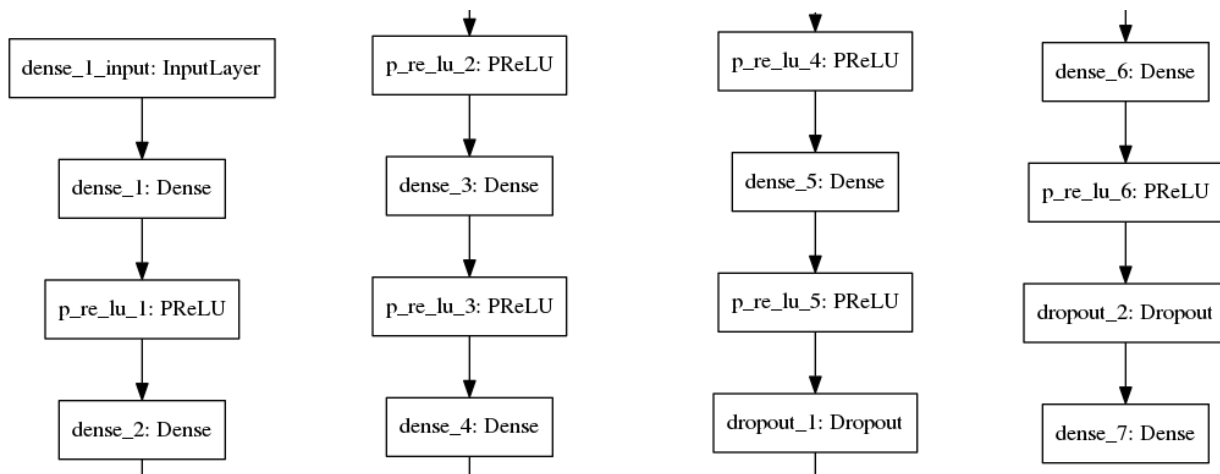 dense_1_input: InputLayer
dense_1: Dense
p_re_lu_1: PReLU
dense_2: Dense
p_re_lu_2: PReLU
dense_3: Dense
p_re_lu_3: PReLU
dense_4: Dense
p_re_lu_4: PReLU
dense_5: Dense
p_re_lu_5: PReLU
dropout_1: Dropout
dense_6: Dense
p_re_lu_6: PReLU
dropout_2: Dropout
dense_7: Dense